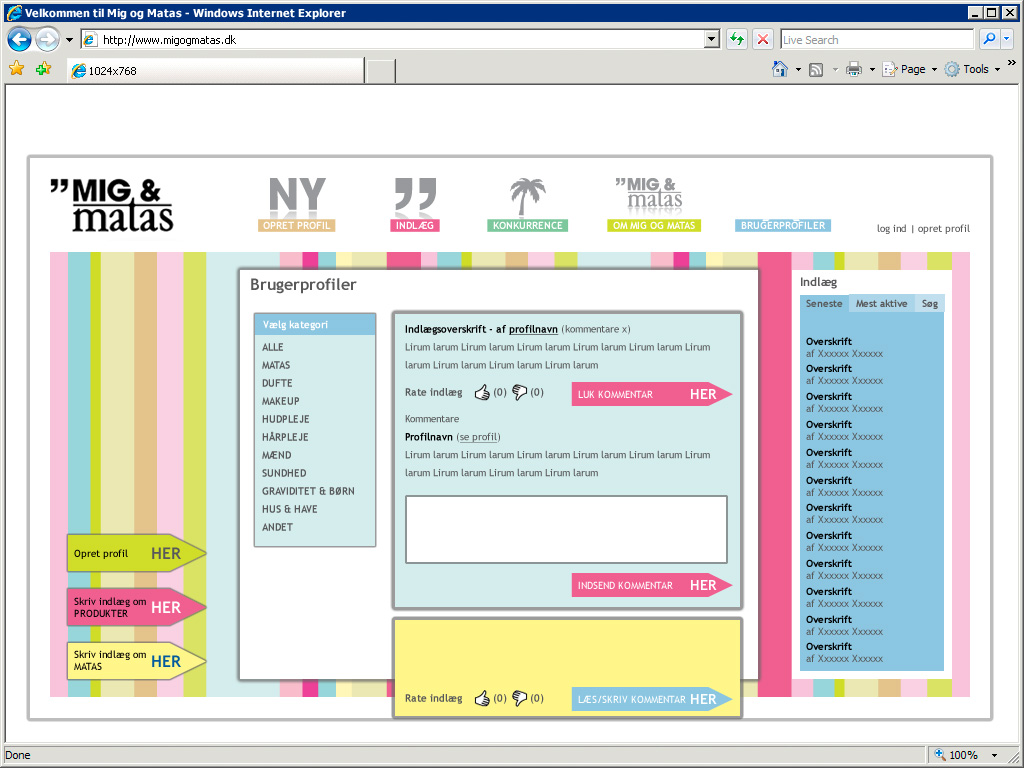 Velkommen til Mig og Matas - Windows Internet Explorer
http://www.migogmatas.dk
Live Search
1024x768
Page
Tools
”MIG &
matas
NY
OPRET PROFIL
”
INDLÆG
KONKURRENCE
”MIG &
matas
OM MIG OG MATAS
BRUGERPROFILER
log ind | opret profil
Brugerprofiler
Vælg kategori
ALLE
MATAS
DUFTE
MAKEUP
HUDPLEJE
HÅRPLEJE
MÆND
SUNDHED
GRAVIDITET & BØRN
HUS & HAVE
ANDET
Indlægsoverskrift - af profilnavn (kommentare x)
Lirum larum Lirum larum Lirum larum Lirum larum Lirum larum Lirum
larum Lirum larum Lirum larum Lirum larum
Rate indlæg (0) (0)
LUK KOMMENTAR HER
Kommentare
Profilnavn (se profil)
Lirum larum Lirum larum Lirum larum Lirum larum Lirum larum Lirum
larum Lirum larum Lirum larum Lirum larum
INDSEND KOMMENTAR HER
Rate indlæg (0) (0)
LÆS/SKRIV KOMMENTAR HER
Opret profil HER
Skriv indlæg om
PRODUKTER
HER
Skriv indlæg om
MATAS
HER
Indlæg
Seneste Mest aktive Søg
Overskrift
af Xxxxxx Xxxxxx
Overskrift
af Xxxxxx Xxxxxx
Overskrift
af Xxxxxx Xxxxxx
Overskrift
af Xxxxxx Xxxxxx
Overskrift
af Xxxxxx Xxxxxx
Overskrift
af Xxxxxx Xxxxxx
Overskrift
af Xxxxxx Xxxxxx
Overskrift
af Xxxxxx Xxxxxx
Overskrift
af Xxxxxx Xxxxxx
Overskrift
af Xxxxxx Xxxxxx
Overskrift
af Xxxxxx Xxxxxx
Overskrift
af Xxxxxx Xxxxxx
Done
100%